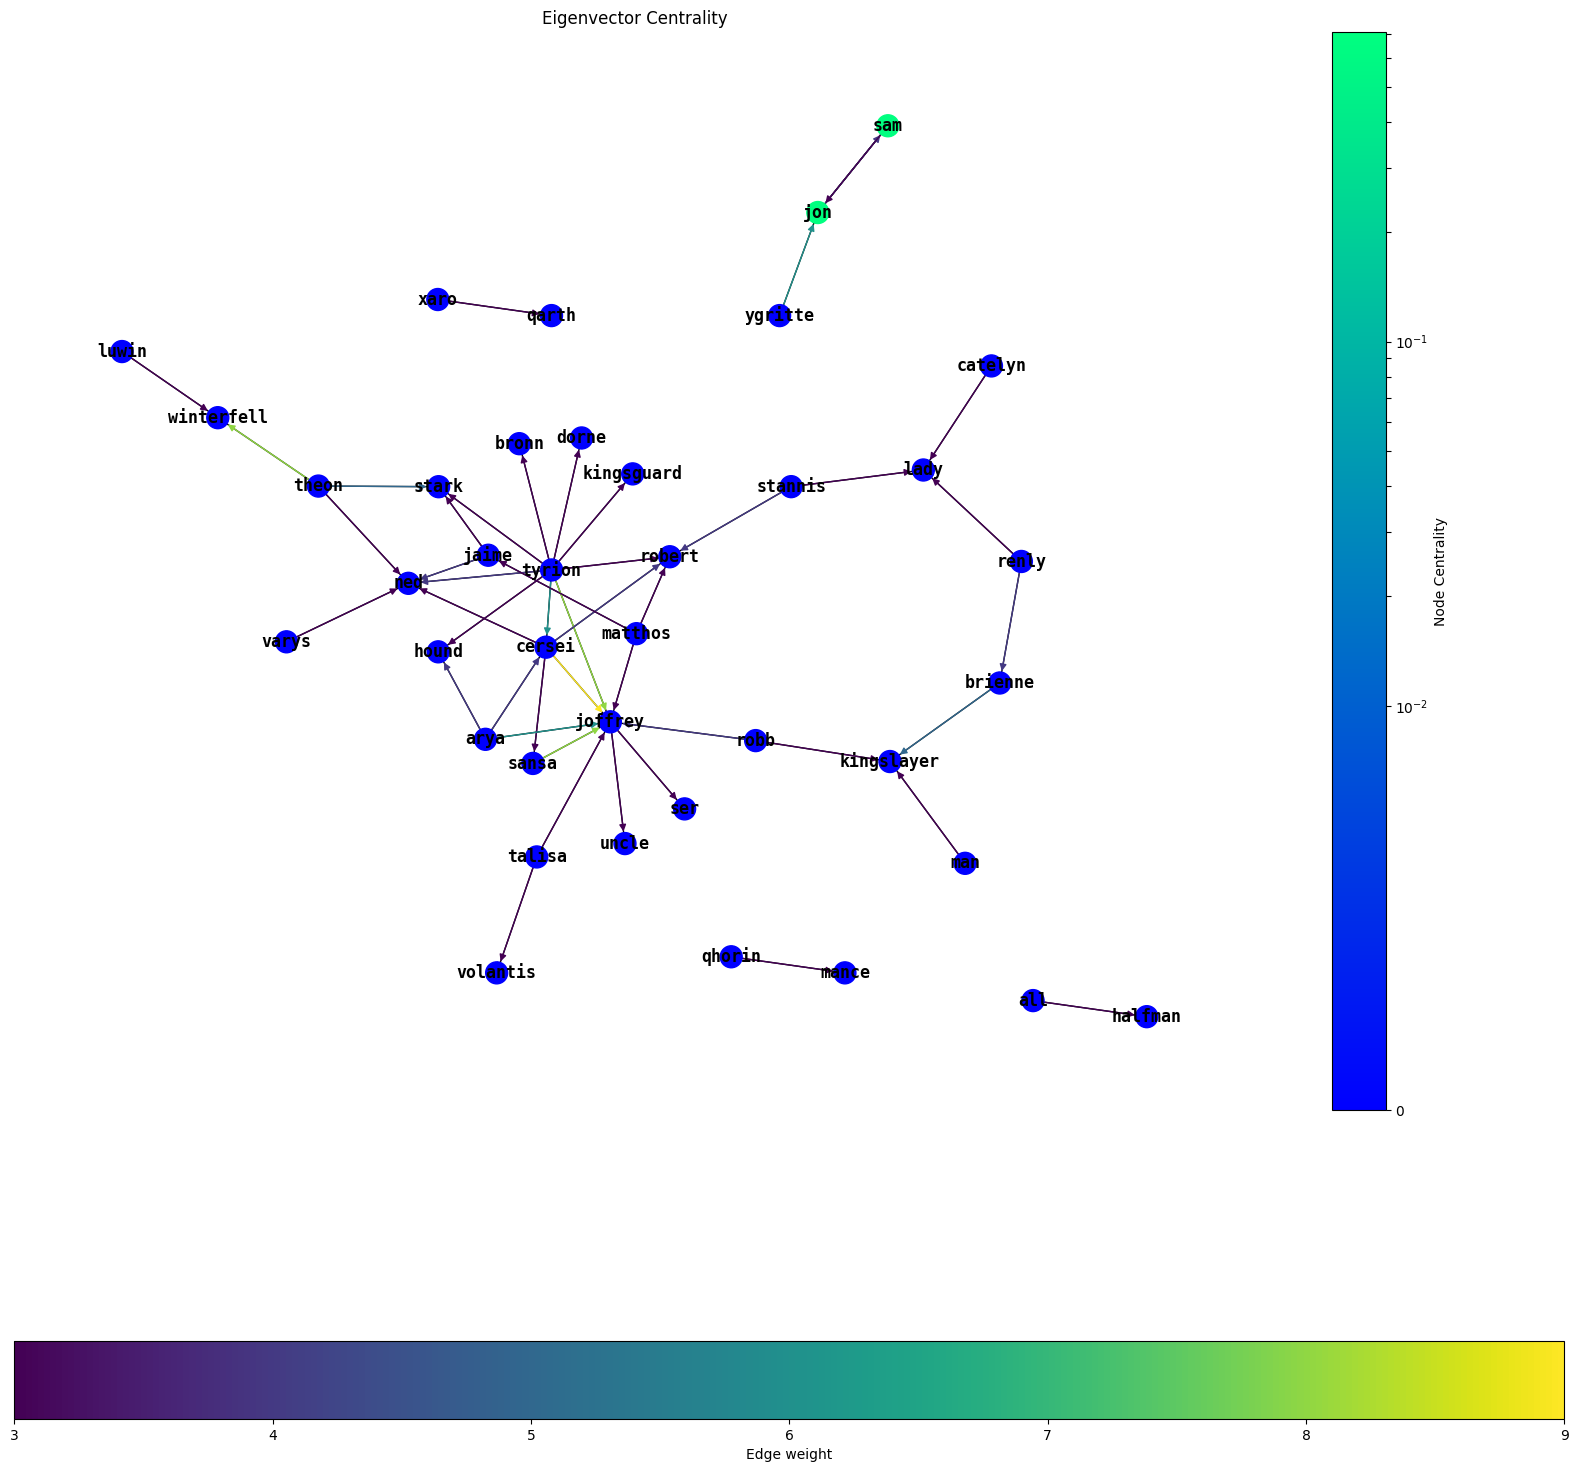 Eigenvector Centrality
sam
jon
xaro
qarth
ygritte
luwin
catelyn
winterfell
bronn
dorne
kingsguard
lady
theon
stark
stannis
jaime
robert
tyrion
renly
ned
varys
matthos
hound
cersei
brienne
joffrey
arya
robb
sansa
kingslayer
ser
uncle
talisa
man
qhorin
volantis
mance
all
halfman
10⁻¹
10⁻²
0
Node Centrality
3 4 5 6 7 8 9
Edge weight